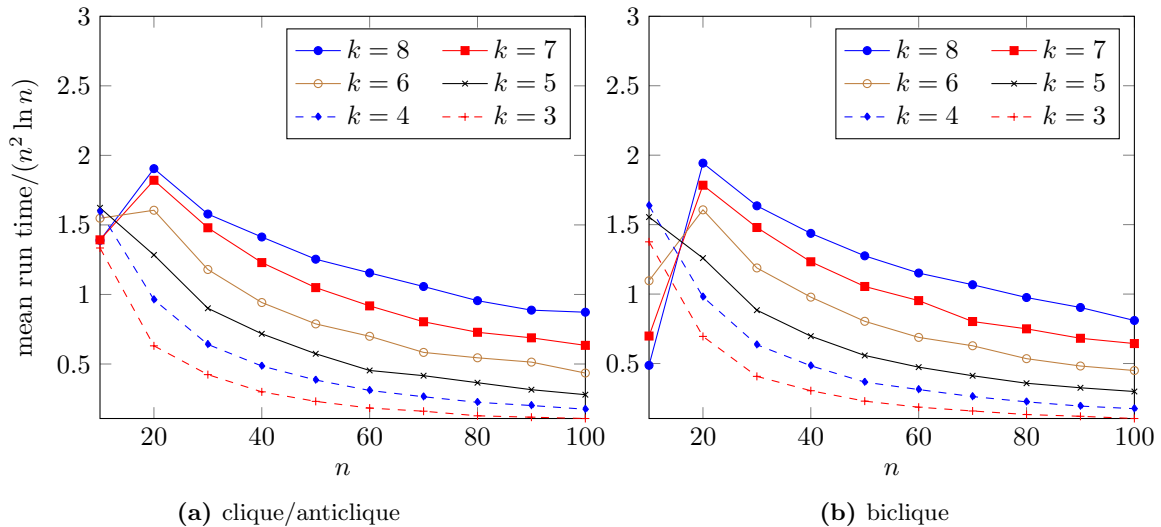 3
2.5
2
1.5
1
0.5
mean run time/(n² ln n)
k = 8 k = 7
k = 6 k = 5
k = 4 k = 3
20 40 60 80 100
n
(a) clique/anticlique
3
2.5
2
1.5
1
0.5
k = 8 k = 7
k = 6 k = 5
k = 4 k = 3
20 40 60 80 100
n
(b) biclique